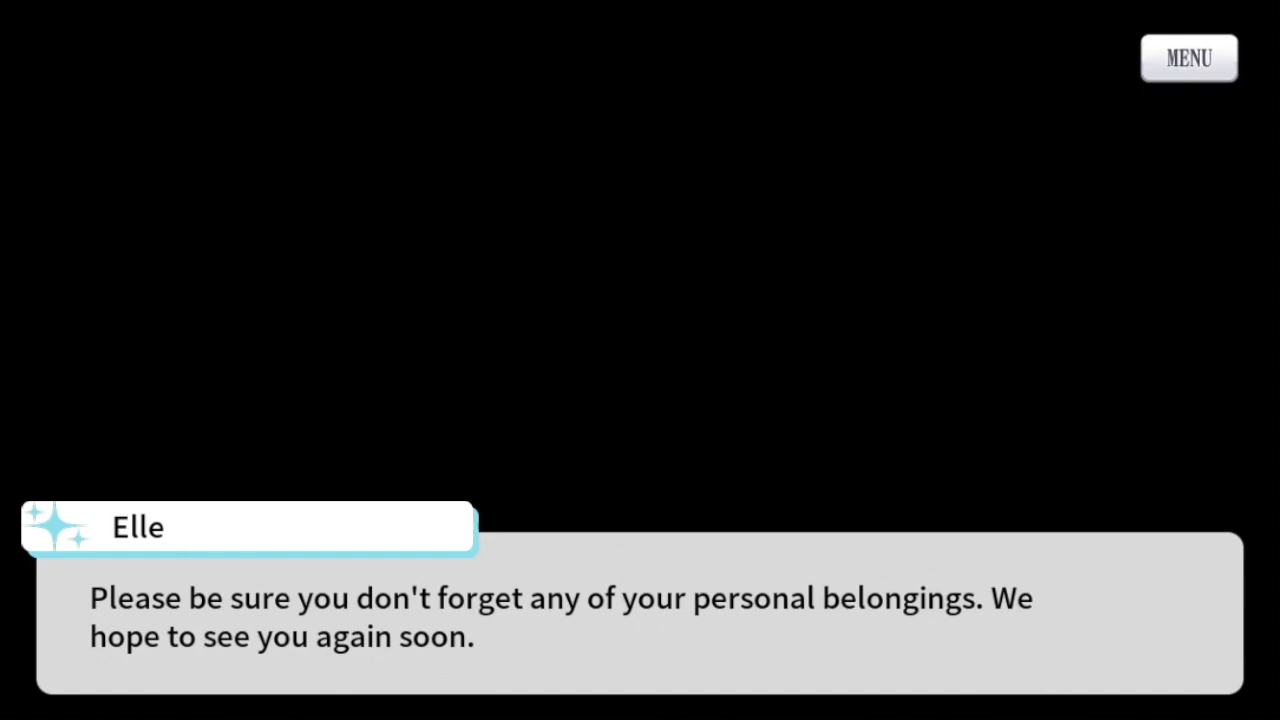 MENU
Elle
Please be sure you don't forget any of your personal belongings. We
hope to see you again soon.